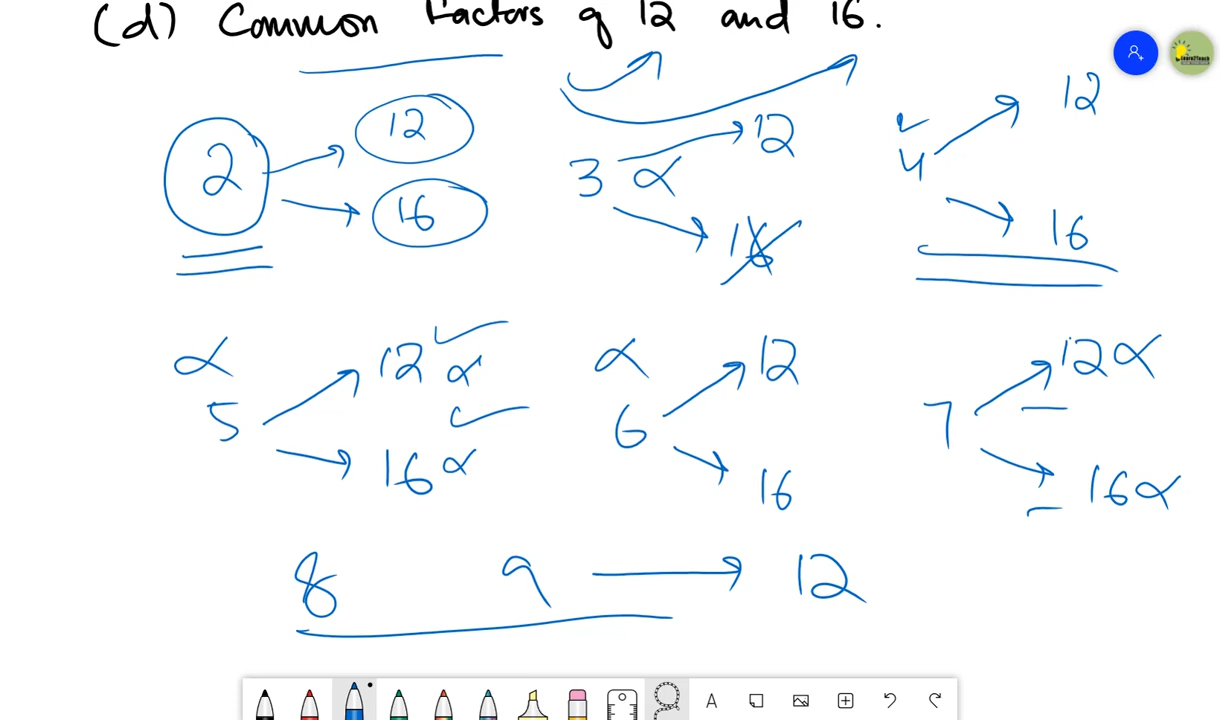 (d) Common Factors of 12 and 16.
2 → 12
→ 16
3 α → 12
→ 16
✓ 4 → 12
→ 16
α 5 → 12 α ✓
→ 16 α ✓
α 6 → 12
→ 16
7 → 12 α
→ 16 α
8 9 → 12
Learn2Teach
A